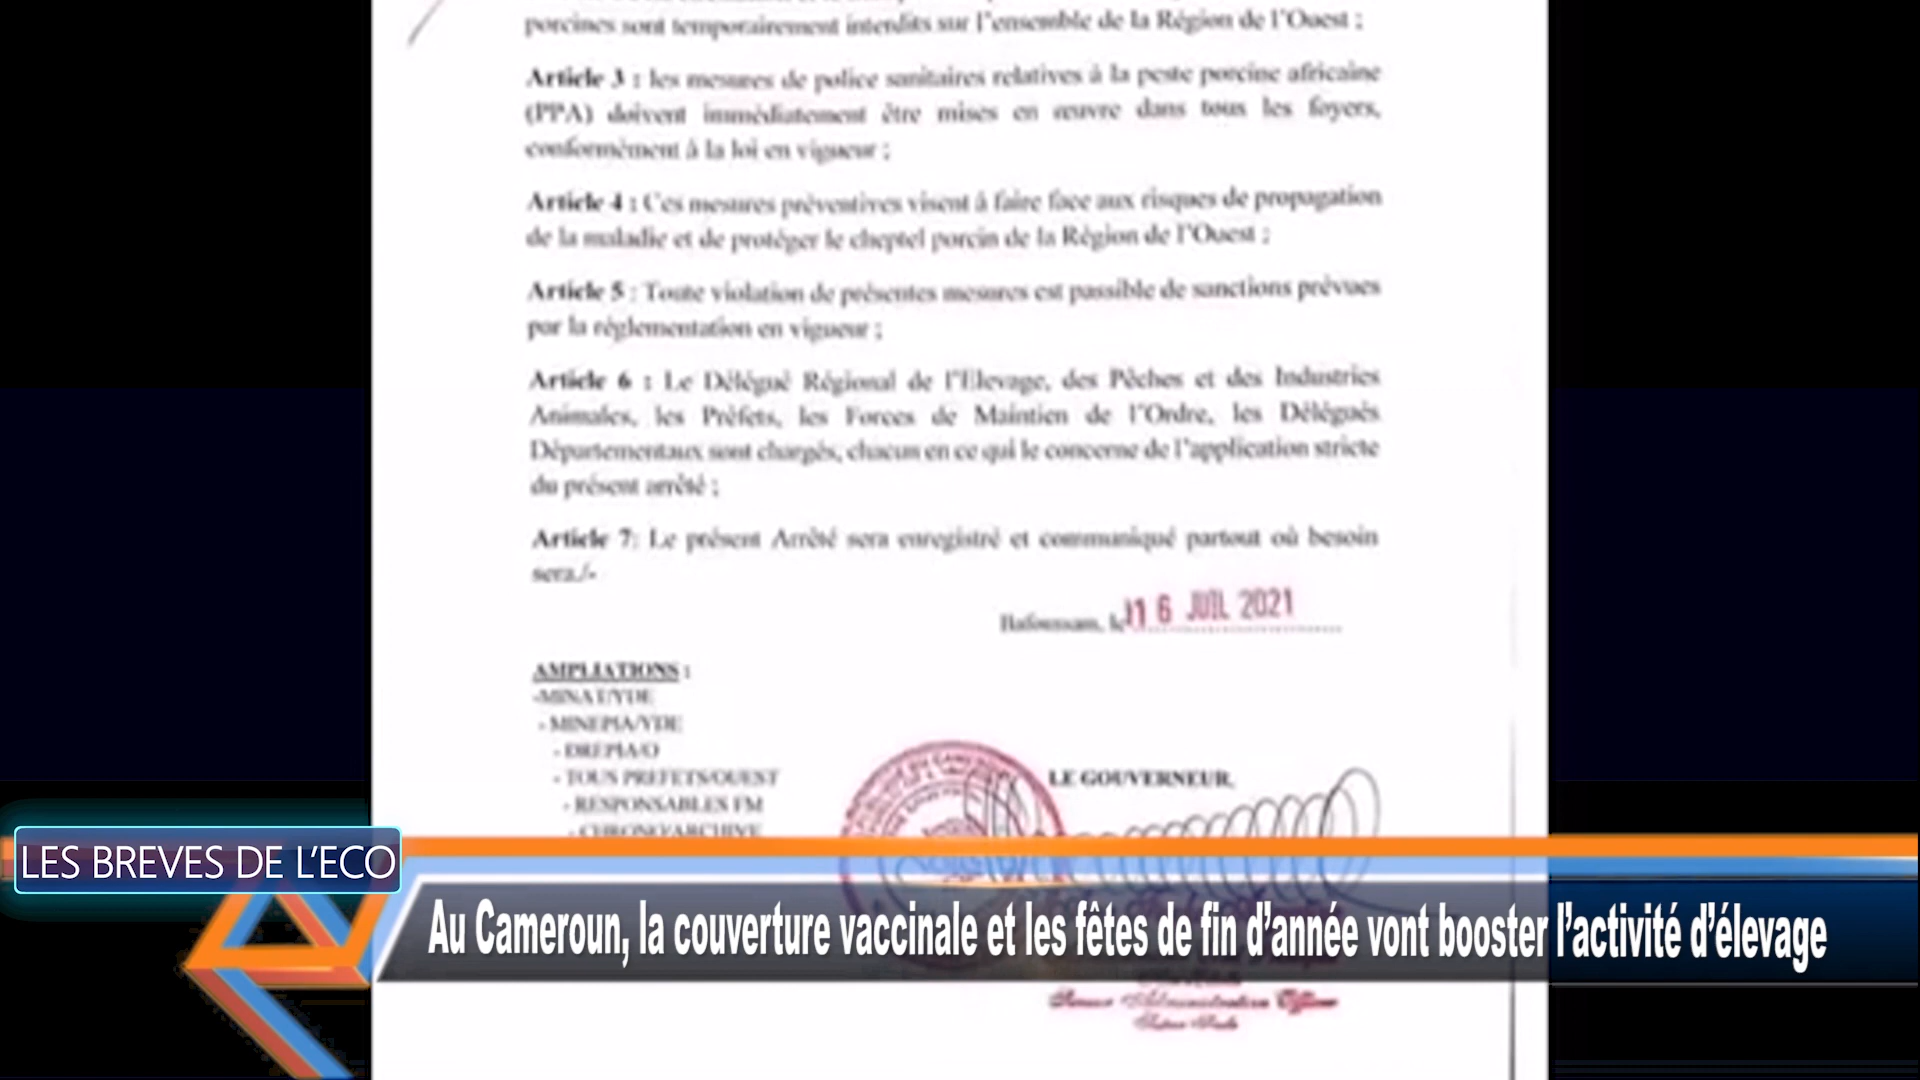 porcines sont temporairement interdits sur l'ensemble de la Région de l'Ouest ;
Article 3 : les mesures de police sanitaires relatives à la peste porcine africaine
(PPA) doivent immédiatement être mises en œuvre dans tous les foyers,
conformément à la loi en vigueur ;
Article 4 : Ces mesures préventives visent à faire face aux risques de propagation
de la maladie et de protéger le cheptel porcin de la Région de l'Ouest ;
Article 5 : Toute violation de présentes mesures est passible de sanctions prévues
par la réglementation en vigueur ;
Article 6 : Le Délégué Régional de l'Elevage, des Pêches et des Industries
Animales, les Préfets, les Forces de Maintien de l'Ordre, les Délégués
Départementaux sont chargés, chacun en ce qui le concerne de l'application stricte
du présent arrêté ;
Article 7: Le présent Arrêté sera enregistré et communiqué partout où besoin
sera./-
Bafoussam, le 16 JUIL 2021
AMPLIATIONS :
-MINAT/YDE
- MINEPIA/YDE
- DREPIA/O
- TOUS PREFETS/OUEST
- RESPONSABLES FM
- CHRONO/ARCHIVE
LE GOUVERNEUR,
LES BREVES DE L'ECO
Au Cameroun, la couverture vaccinale et les fêtes de fin d'année vont booster l'activité d'élevage
Senior Administrative Officer